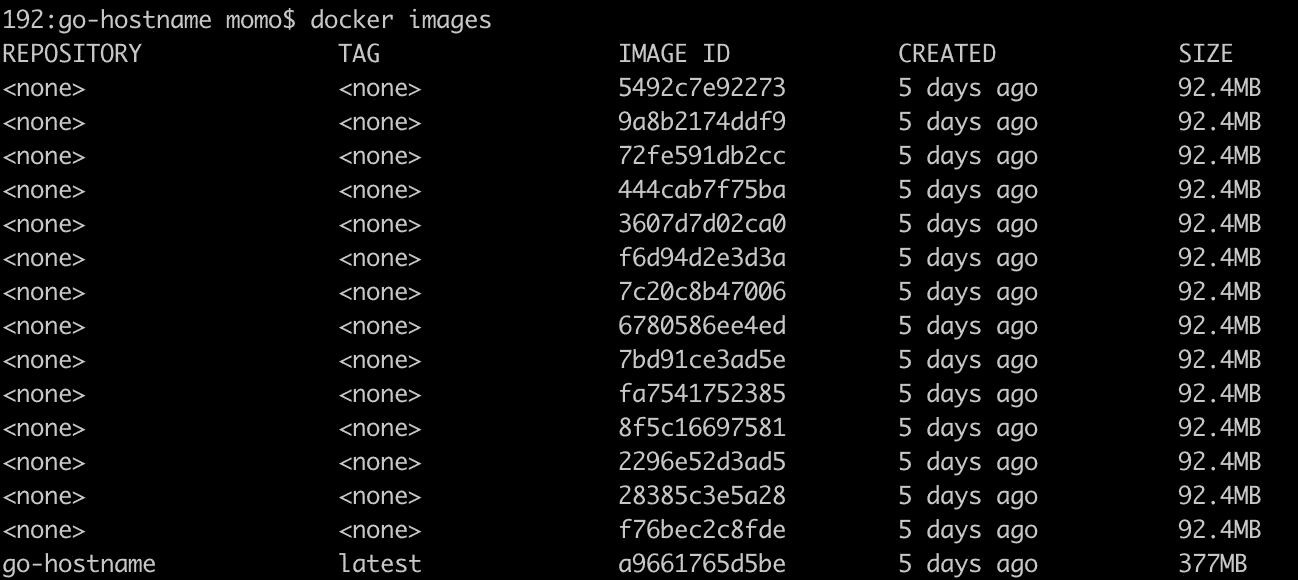 192:go-hostname momo$ docker images
REPOSITORY TAG IMAGE ID CREATED SIZE
<none> <none> 5492c7e92273 5 days ago 92.4MB
<none> <none> 9a8b2174ddf9 5 days ago 92.4MB
<none> <none> 72fe591db2cc 5 days ago 92.4MB
<none> <none> 444cab7f75ba 5 days ago 92.4MB
<none> <none> 3607d7d02ca0 5 days ago 92.4MB
<none> <none> f6d94d2e3d3a 5 days ago 92.4MB
<none> <none> 7c20c8b47006 5 days ago 92.4MB
<none> <none> 6780586ee4ed 5 days ago 92.4MB
<none> <none> 7bd91ce3ad5e 5 days ago 92.4MB
<none> <none> fa7541752385 5 days ago 92.4MB
<none> <none> 8f5c16697581 5 days ago 92.4MB
<none> <none> 2296e52d3ad5 5 days ago 92.4MB
<none> <none> 28385c3e5a28 5 days ago 92.4MB
<none> <none> f76bec2c8fde 5 days ago 92.4MB
go-hostname latest a9661765d5be 5 days ago 377MB